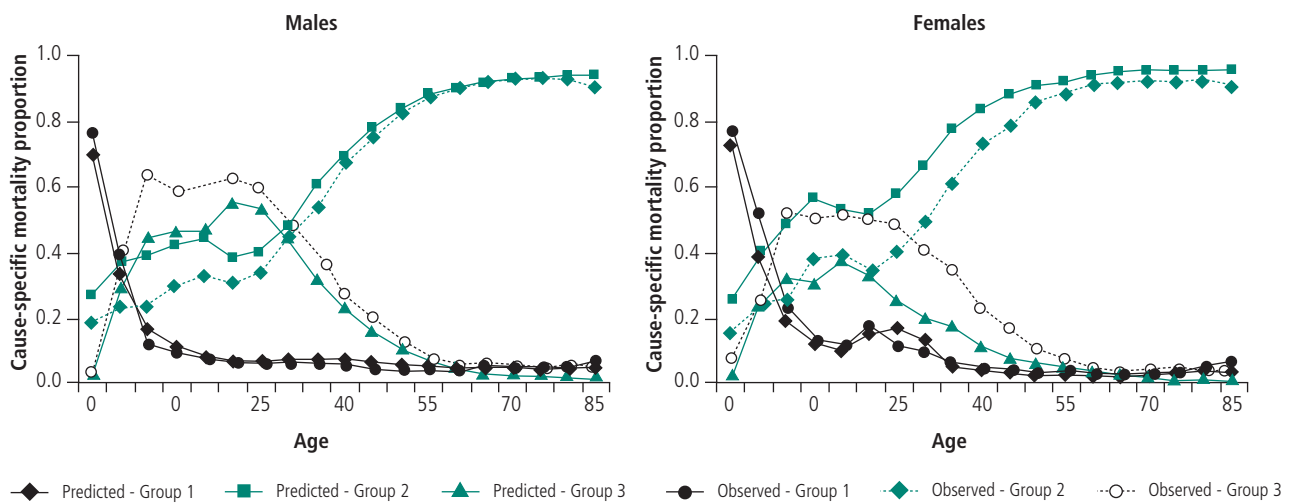 Males
Females
Cause-specific mortality proportion
1.0
0.8
0.6
0.4
0.2
0.0
0 0 25 40 55 70 85
Age
Cause-specific mortality proportion
1.0
0.8
0.6
0.4
0.2
0.0
0 0 25 40 55 70 85
Age
Predicted - Group 1 Predicted - Group 2 Predicted - Group 3 Observed - Group 1 Observed - Group 2 Observed - Group 3